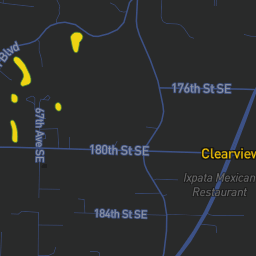 Blvd
176th St SE
67th Ave SE
180th St SE
Clearview
Ixpata Mexican
Restaurant
184th St SE